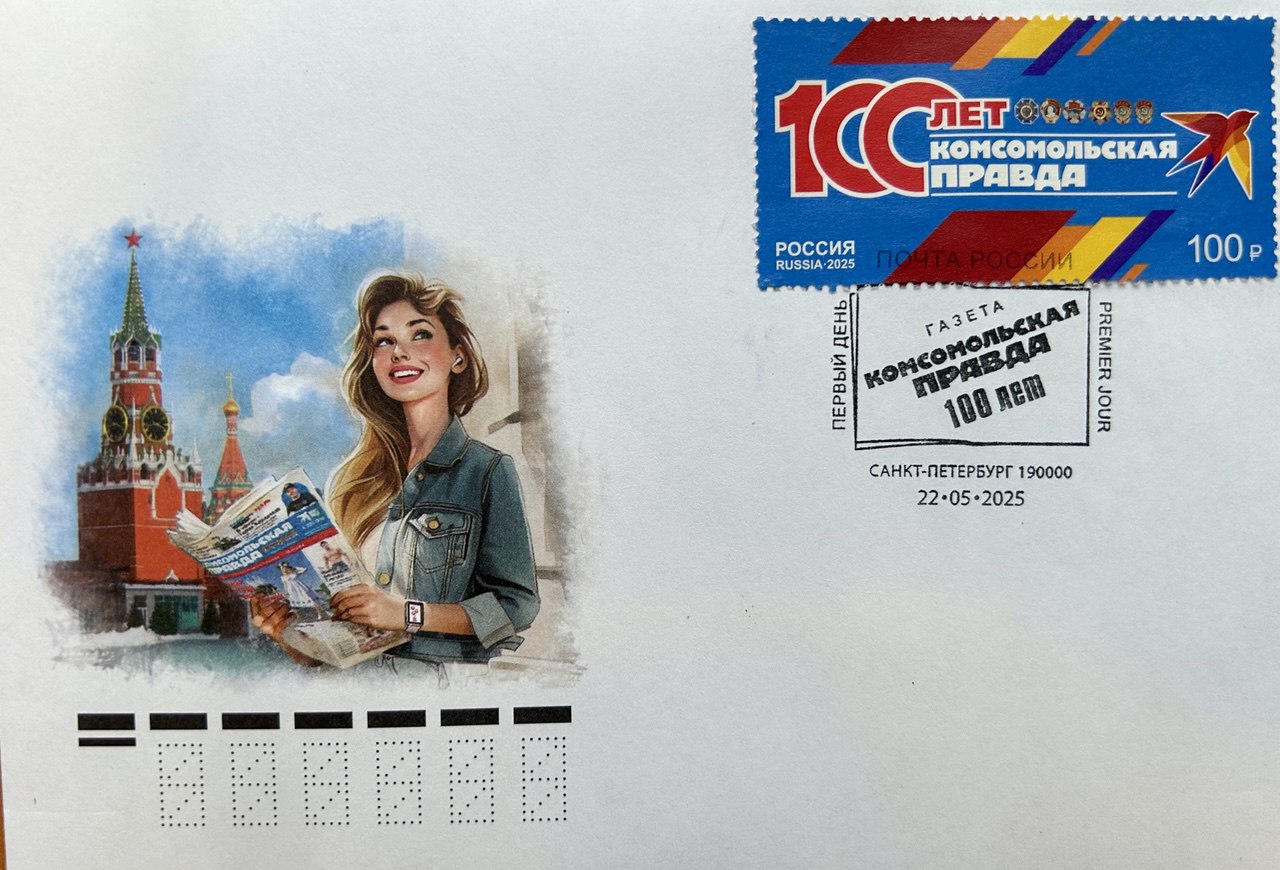 100 ЛЕТ
КОМСОМОЛЬСКАЯ
ПРАВДА
РОССИЯ
RUSSIA·2025
100 ₽
ПОЧТА РОССИИ
ПЕРВЫЙ ДЕНЬ
ГАЗЕТА
КОМСОМОЛЬСКАЯ
ПРАВДА
100 лет
PREMIER JOUR
САНКТ-ПЕТЕРБУРГ 190000
22•05•2025
КОМСОМОЛЬСКАЯ
ПРАВДА